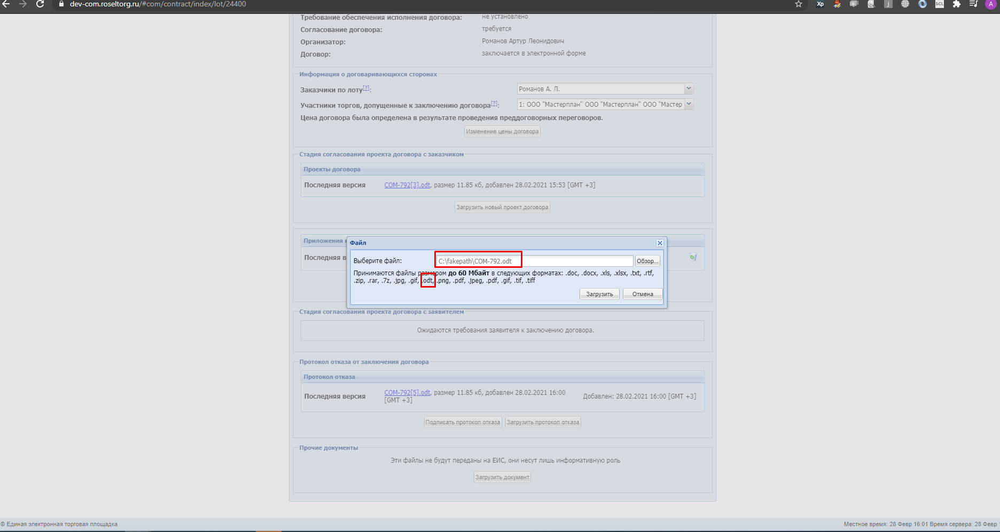 dev-com.roseltorg.ru/#com/contract/index/lot/24400
Xp
j
SCL
A
Требование обеспечения исполнения договора: не установлено
Согласование договора: требуется
Организатор: Романов Артур Леонидович
Договор: заключается в электронной форме
Информация о договаривающихся сторонах
Заказчики по лоту[?]: Романов А. Л.
Участники торгов, допущенные к заключению договора[?]: 1: ООО "Мастерплан" ООО "Мастерплан" ООО "Мастер
Цена договора была определена в результате проведения преддоговорных переговоров.
Изменение цены договора
Стадия согласования проекта договора с заказчиком
Проекты договора
Последняя версия COM-792[3].odt, размер 11.85 кб, добавлен 28.02.2021 15:53 [GMT +3]
Загрузить новый проект договора
Приложения
Последняя в
Файл
Выберите файл: C:\fakepath\COM-792.odt Обзор...
Принимаются файлы размером до 60 Мбайт в следующих форматах: .doc, .docx, .xls, .xlsx, .txt, .rtf,
.zip, .rar, .7z, .jpg, .gif, .odt, .png, .pdf, .jpeg, .pdf, .gif, .tif, .tiff
Загрузить Отмена
Стадия согласования проекта договора с заявителем
Ожидаются требования заявителя к заключению договора.
Протокол отказа от заключения договора
Протокол отказа
Последняя версия COM-792[5].odt, размер 11.85 кб, добавлен 28.02.2021 16:00 Добавлен: 28.02.2021 16:00 [GMT +3]
[GMT +3]
Подписать протокол отказа Загрузить протокол отказа
Прочие документы
Эти файлы не будут переданы на ЕИС, они несут лишь информативную роль
Загрузить документ
© Единая электронная торговая площадка Местное время: 28 Февр 16:01 Время сервера: 28 Февр